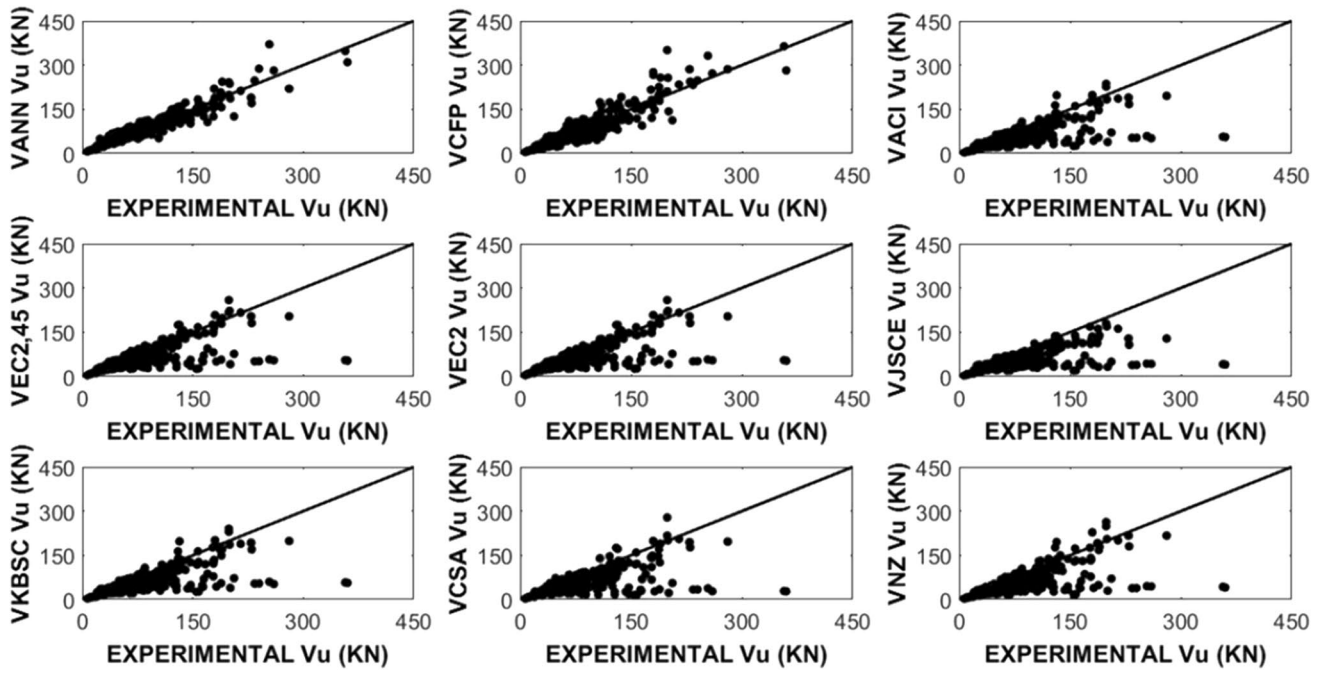 VANN Vu (KN)
450
300
150
0
0 150 300 450
EXPERIMENTAL Vu (KN)
VCFP Vu (KN)
450
300
150
0
0 150 300 450
EXPERIMENTAL Vu (KN)
VACI Vu (KN)
450
300
150
0
0 150 300 450
EXPERIMENTAL Vu (KN)
VEC2,45 Vu (KN)
450
300
150
0
0 150 300 450
EXPERIMENTAL Vu (KN)
VEC2 Vu (KN)
450
300
150
0
0 150 300 450
EXPERIMENTAL Vu (KN)
VJSCE Vu (KN)
450
300
150
0
0 150 300 450
EXPERIMENTAL Vu (KN)
VKBSC Vu (KN)
450
300
150
0
0 150 300 450
EXPERIMENTAL Vu (KN)
VCSA Vu (KN)
450
300
150
0
0 150 300 450
EXPERIMENTAL Vu (KN)
VNZ Vu (KN)
450
300
150
0
0 150 300 450
EXPERIMENTAL Vu (KN)